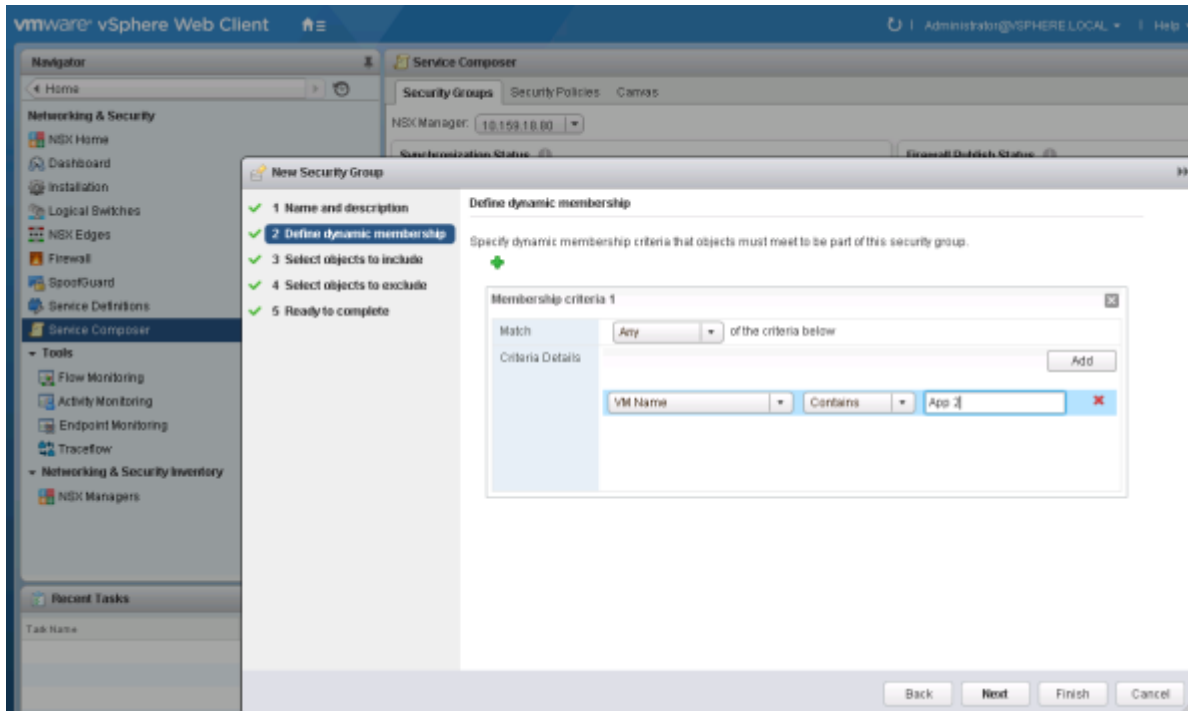 vmware vSphere Web Client
Administrator@VSPHERE.LOCAL
Help
Navigator
Home
Networking & Security
NSX Home
Dashboard
Installation
Logical Switches
NSX Edges
Firewall
SpoofGuard
Service Definitions
Service Composer
Tools
Flow Monitoring
Activity Monitoring
Endpoint Monitoring
Traceflow
Networking & Security Inventory
NSX Managers
Recent Tasks
Task Name
Service Composer
Security Groups Security Policies Canvas
NSX Manager: 10.159.18.80
Synchronization Status
Firewall Publish Status
New Security Group
1 Name and description
2 Define dynamic membership
3 Select objects to include
4 Select objects to exclude
5 Ready to complete
Define dynamic membership
Specify dynamic membership criteria that objects must meet to be part of this security group.
Membership criteria 1
Match Any of the criteria below
Criteria Details
Add
VM Name Contains App 2
Back Next Finish Cancel